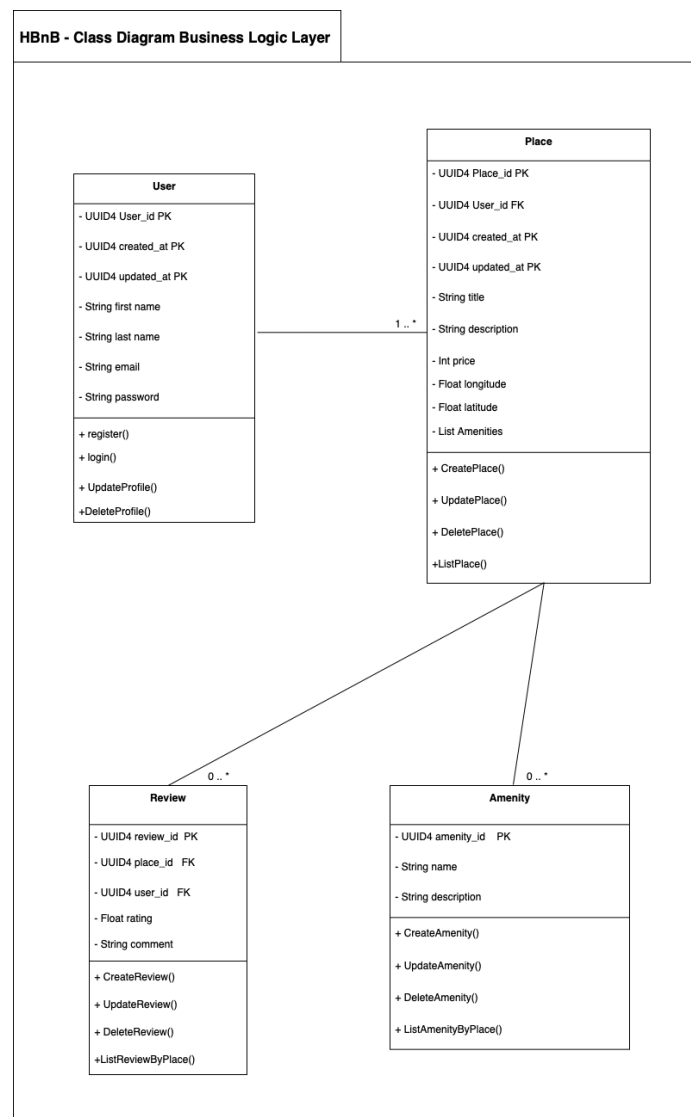 HBnB - Class Diagram Business Logic Layer
User
- UUID4 User_id PK
- UUID4 created_at PK
- UUID4 updated_at PK
- String first name
- String last name
- String email
- String password
+ register()
+ login()
+ UpdateProfile()
+DeleteProfile()
1 .. *
Place
- UUID4 Place_id PK
- UUID4 User_id FK
- UUID4 created_at PK
- UUID4 updated_at PK
- String title
- String description
- Int price
- Float longitude
- Float latitude
- List Amenities
+ CreatePlace()
+ UpdatePlace()
+ DeletePlace()
+ListPlace()
0 .. *
Review
- UUID4 review_id PK
- UUID4 place_id FK
- UUID4 user_id FK
- Float rating
- String comment
+ CreateReview()
+ UpdateReview()
+ DeleteReview()
+ListReviewByPlace()
0 .. *
Amenity
- UUID4 amenity_id PK
- String name
- String description
+ CreateAmenity()
+ UpdateAmenity()
+ DeleteAmenity()
+ ListAmenityByPlace()